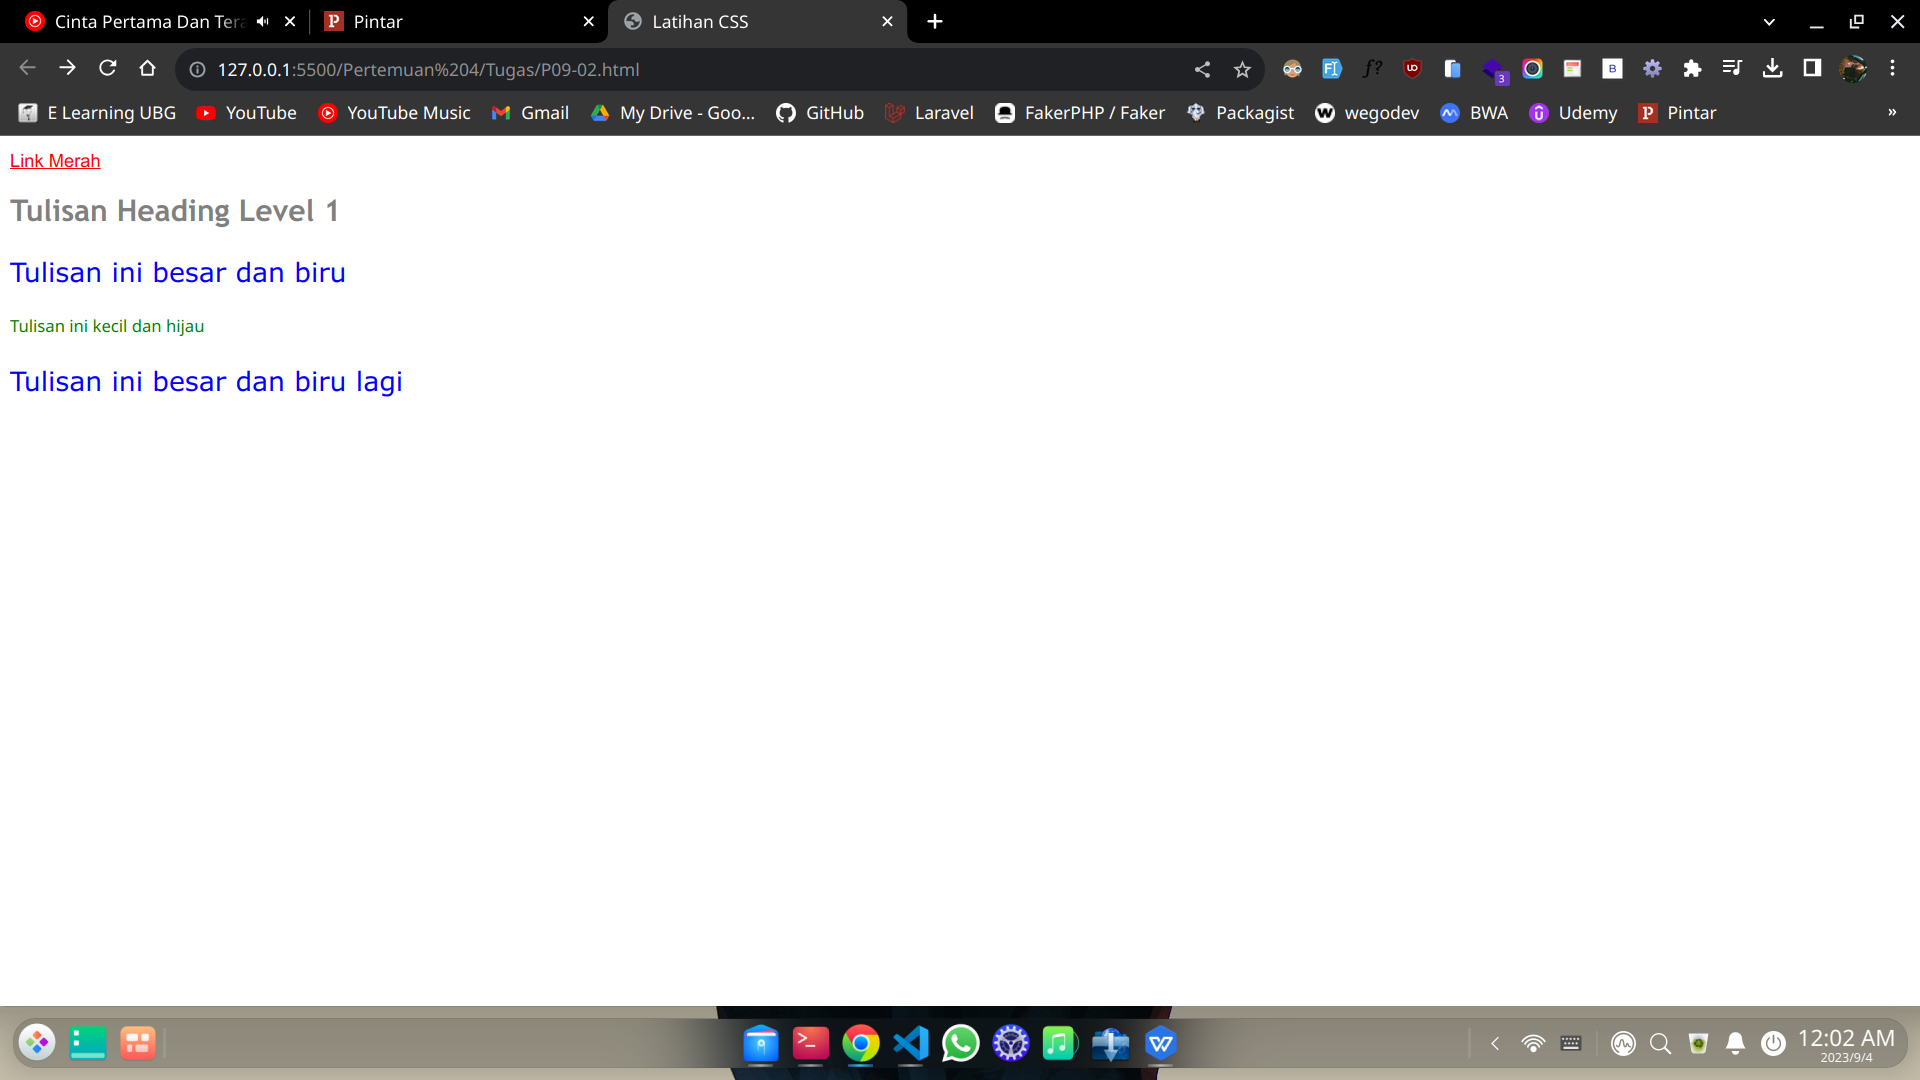 Cinta Pertama Dan Tera
Pintar
Latihan CSS
127.0.0.1:5500/Pertemuan%204/Tugas/P09-02.html
E Learning UBG
YouTube
YouTube Music
Gmail
My Drive - Goo...
GitHub
Laravel
FakerPHP / Faker
Packagist
wegodev
BWA
Udemy
Pintar
»
Link Merah
Tulisan Heading Level 1
Tulisan ini besar dan biru
Tulisan ini kecil dan hijau
Tulisan ini besar dan biru lagi
12:02 AM
2023/9/4